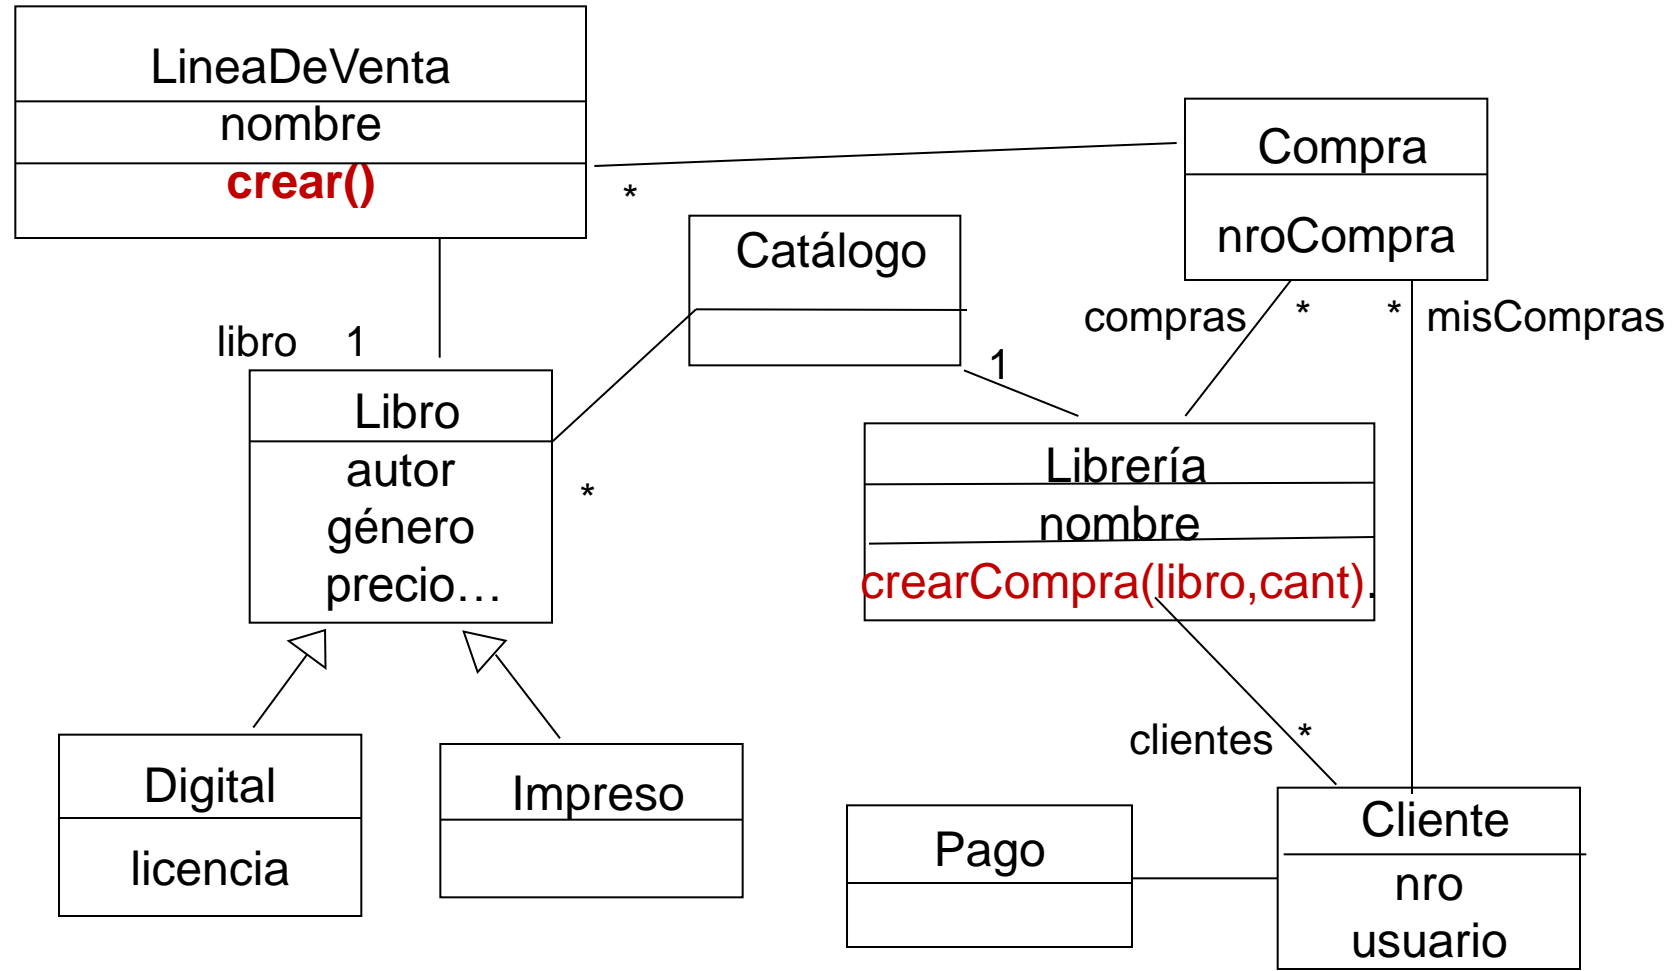 LineaDeVenta
nombre
crear()
*
Compra
nroCompra
Catálogo
compras
*
*
misCompras
libro
1
1
Libro
autor
género
precio…
*
Librería
nombre
crearCompra(libro,cant).
clientes
*
Digital
licencia
Impreso
Pago
Cliente
nro
usuario